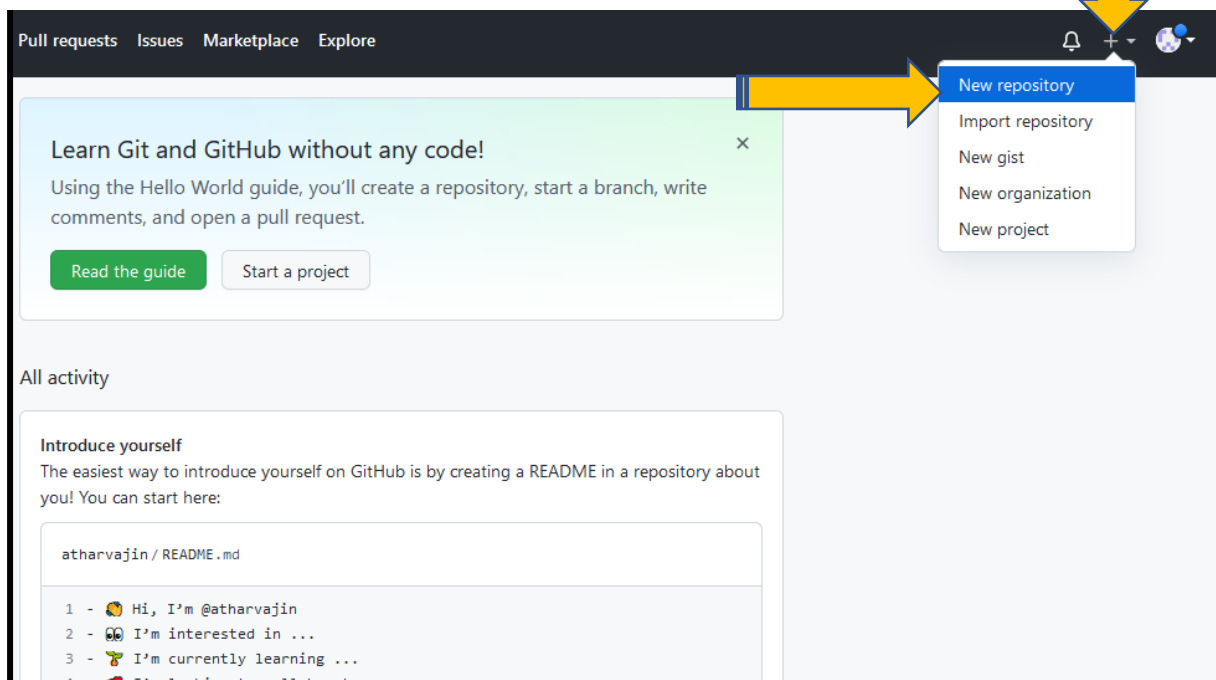 Pull requests Issues Marketplace Explore
New repository
Import repository
New gist
New organization
New project
Learn Git and GitHub without any code!
Using the Hello World guide, you’ll create a repository, start a branch, write
comments, and open a pull request.
Read the guide Start a project
All activity
Introduce yourself
The easiest way to introduce yourself on GitHub is by creating a README in a repository about
you! You can start here:
atharvajin / README.md
1 - 👋 Hi, I’m @atharvajin
2 - 👀 I’m interested in ...
3 - 🌱 I’m currently learning ...